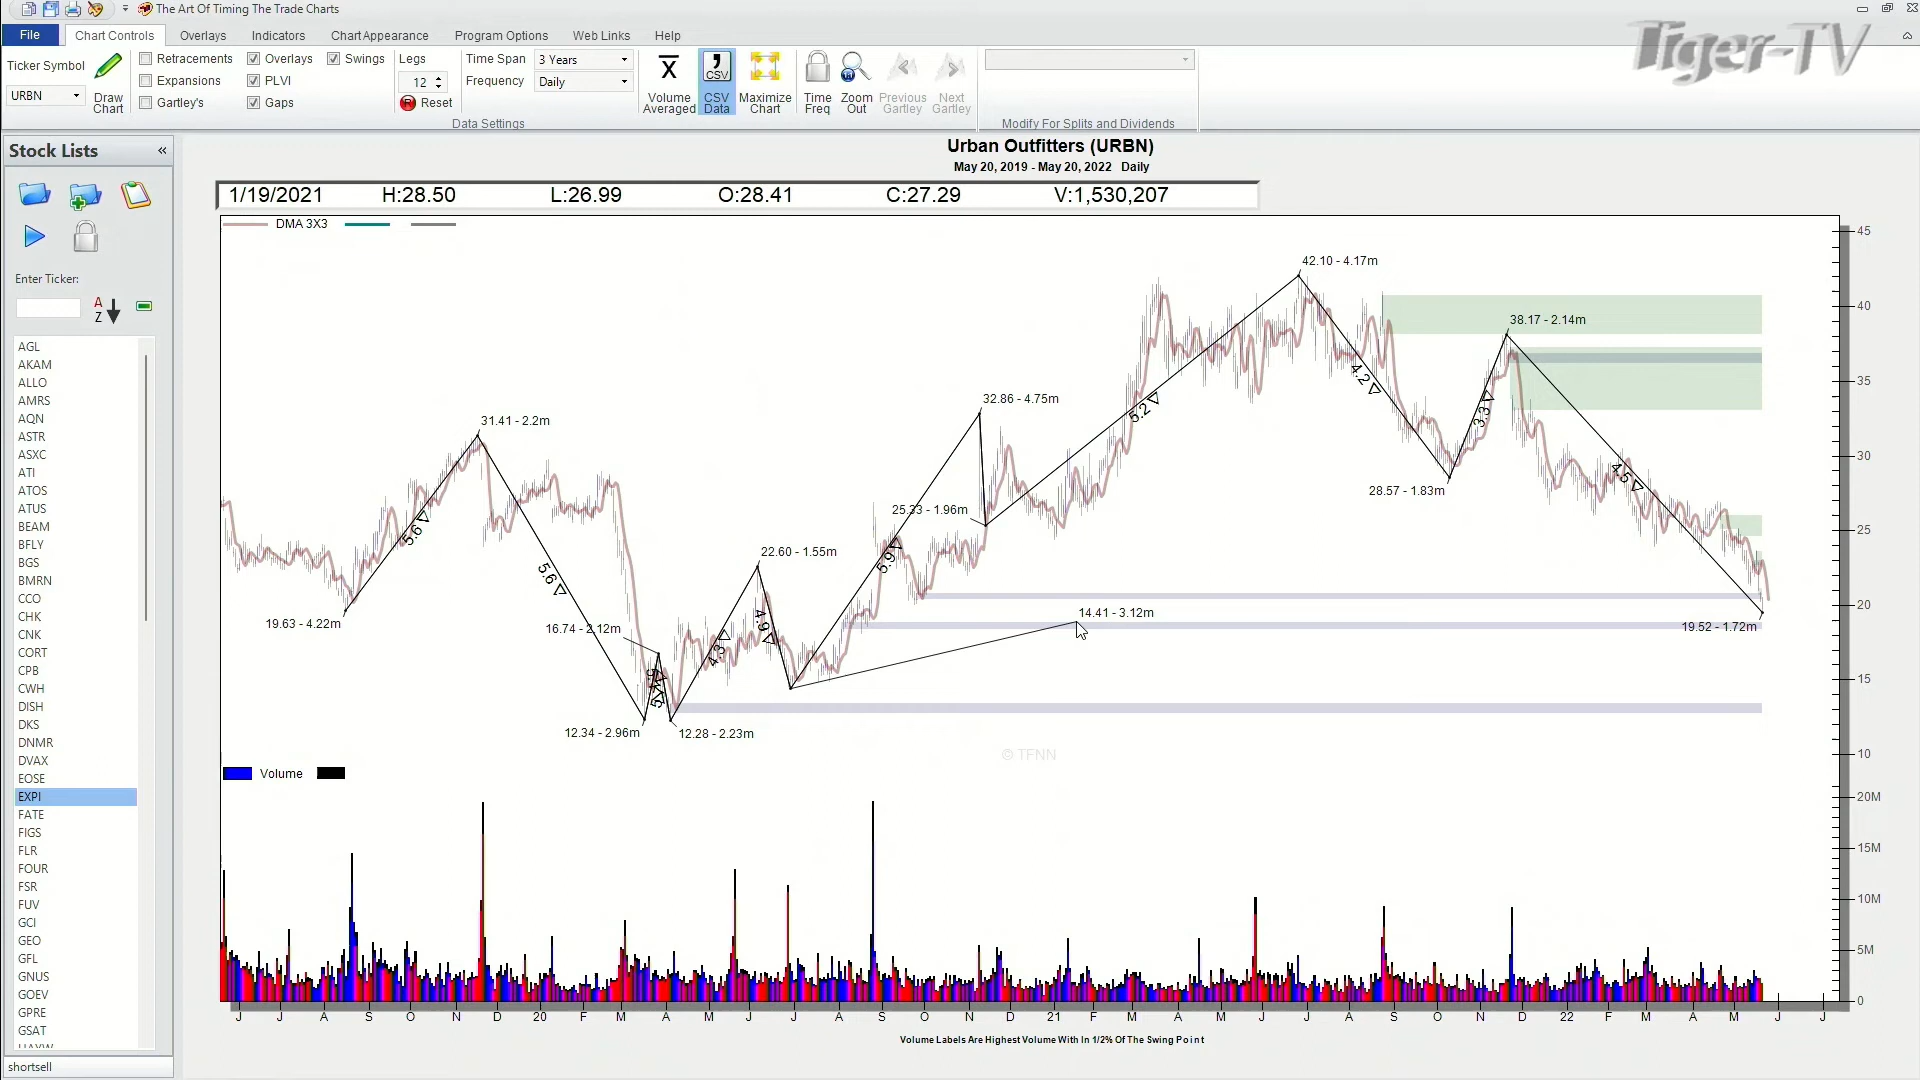 The Art Of Timing The Trade Charts
File Chart Controls Overlays Indicators Chart Appearance Program Options Web Links Help
Tiger-TV
Ticker Symbol
URBN
Draw Chart
Retracements
Expansions
Gartley's
Overlays
PLVI
Gaps
Swings
Legs
12
Reset
Time Span 3 Years
Frequency Daily
Data Settings
Volume Averaged
CSV
CSV Data
Maximize Chart
Time Freq
Zoom Out
Previous Gartley
Next Gartley
Modify For Splits and Dividends
Stock Lists
Enter Ticker:
A
Z
AGL
AKAM
ALLO
AMRS
AQN
ASTR
ASXC
ATI
ATOS
ATUS
BEAM
BFLY
BGS
BMRN
CCO
CHK
CNK
CORT
CPB
CWH
DISH
DKS
DNMR
DVAX
EOSE
EXPI
FATE
FIGS
FLR
FOUR
FSR
FUV
GCI
GEO
GFL
GNUS
GOEV
GPRE
GSAT
shortsell
Urban Outfitters (URBN)
May 20, 2019 - May 20, 2022 Daily
1/19/2021 H:28.50 L:26.99 O:28.41 C:27.29 V:1,530,207
DMA 3X3
42.10 - 4.17m
38.17 - 2.14m
32.86 - 4.75m
31.41 - 2.2m
28.57 - 1.83m
25.33 - 1.96m
22.60 - 1.55m
19.63 - 4.22m
16.74 - 2.12m
14.41 - 3.12m
19.52 - 1.72m
12.34 - 2.96m
12.28 - 2.23m
5.6
5.6
4.3
4.9
5.9
5.2
4.2
3.3
4.5
45
40
35
30
25
20
15
10
© TFNN
Volume
20M
15M
10M
5M
0
J J A S O N D 20 F M A M J J A S O N D 21 F M A M J J A S O N D 22 F M A M J J
Volume Labels Are Highest Volume With In 1/2% Of The Swing Point